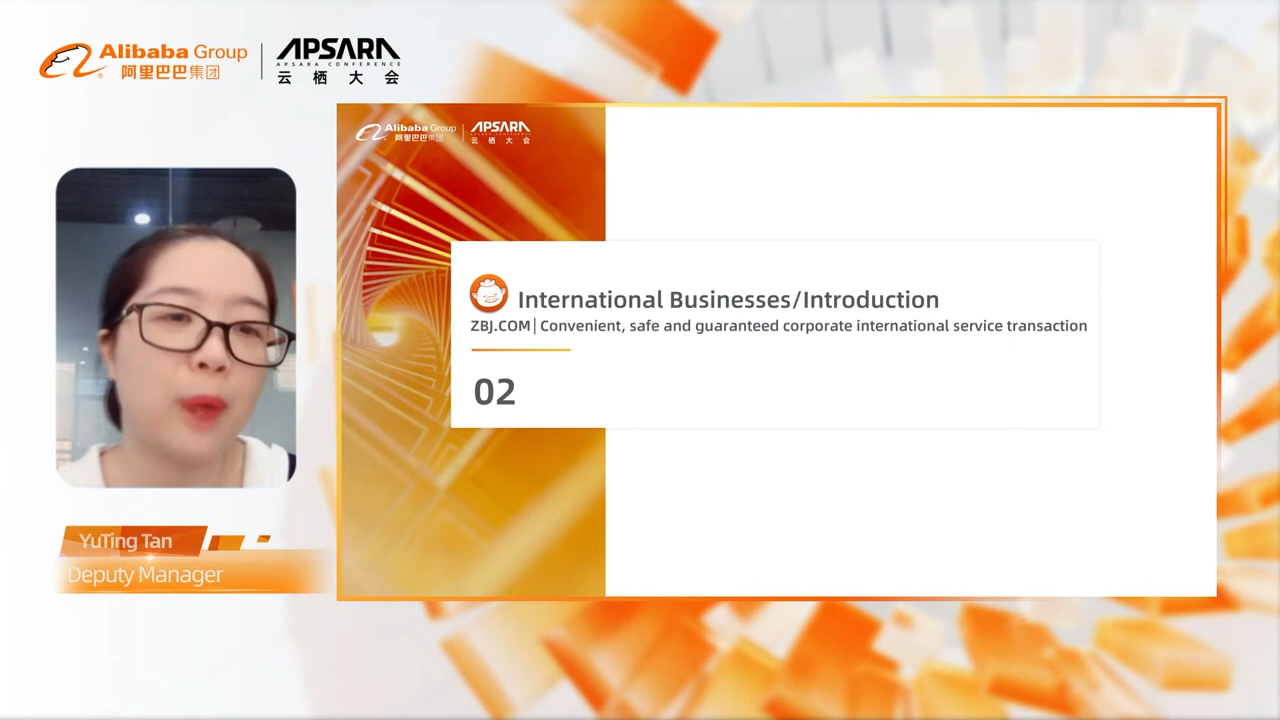 Alibaba Group
阿里巴巴集团
APSARA
APSARA CONFERENCE
云栖大会
Alibaba Group
阿里巴巴集团
APSARA
云栖大会
International Businesses/Introduction
ZBJ.COM| Convenient, safe and guaranteed corporate international service transaction
02
YuTing Tan
Deputy Manager